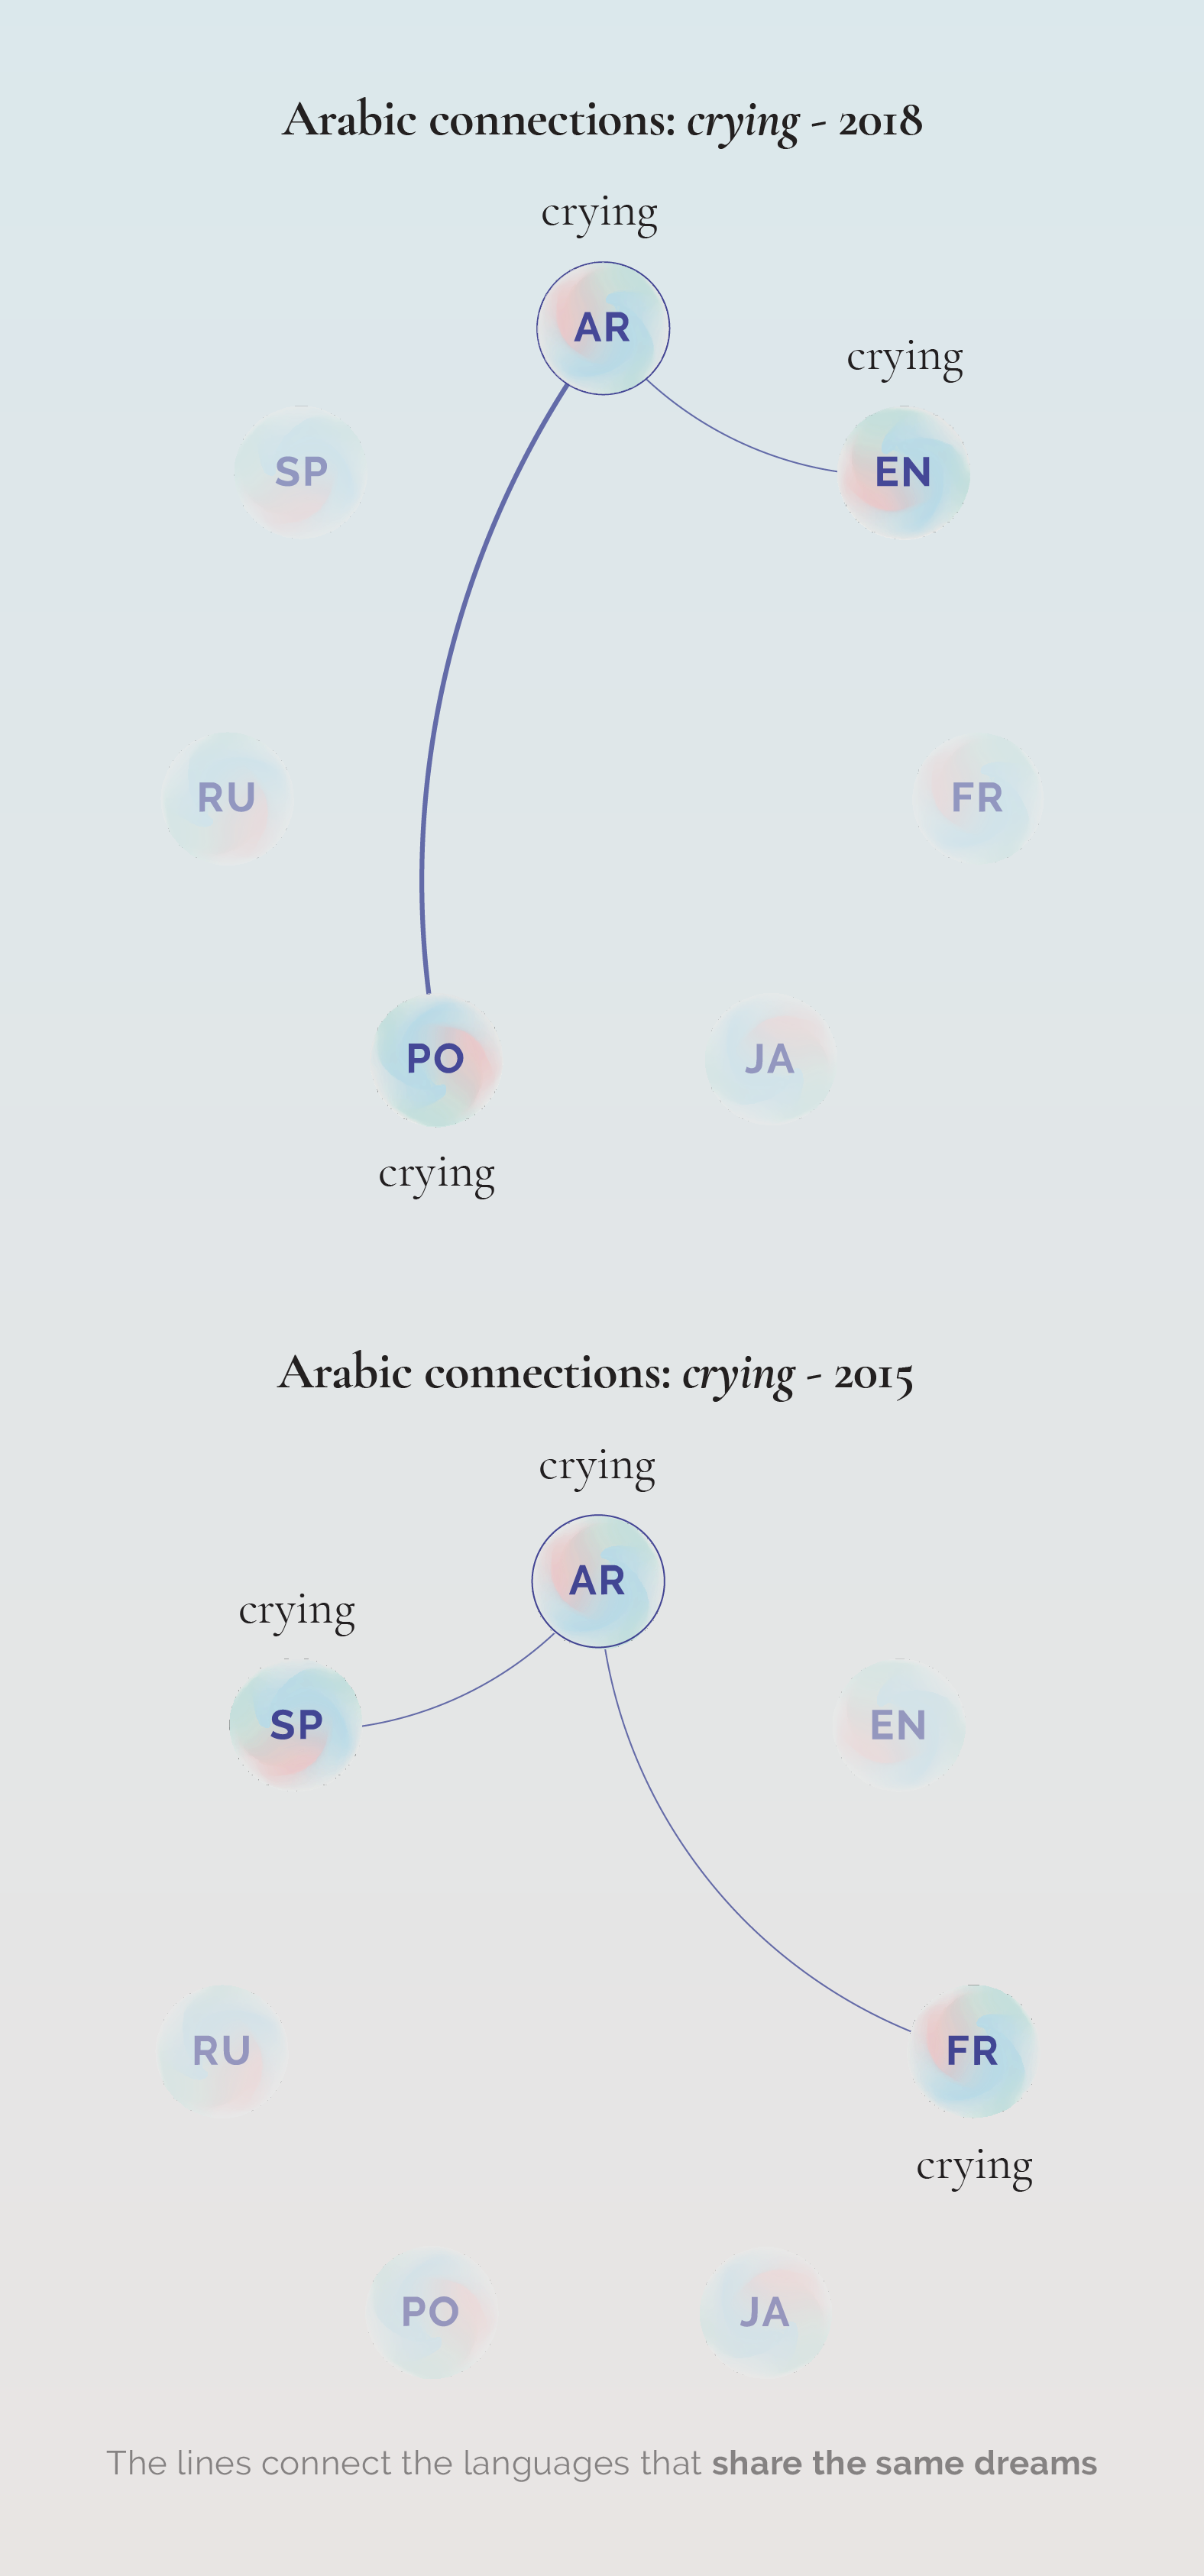 Arabic connections: crying - 2018
crying
AR
crying
EN
SP
RU
FR
PO
JA
crying
Arabic connections: crying - 2015
crying
AR
crying
SP
EN
RU
FR
crying
PO
JA
The lines connect the languages that share the same dreams